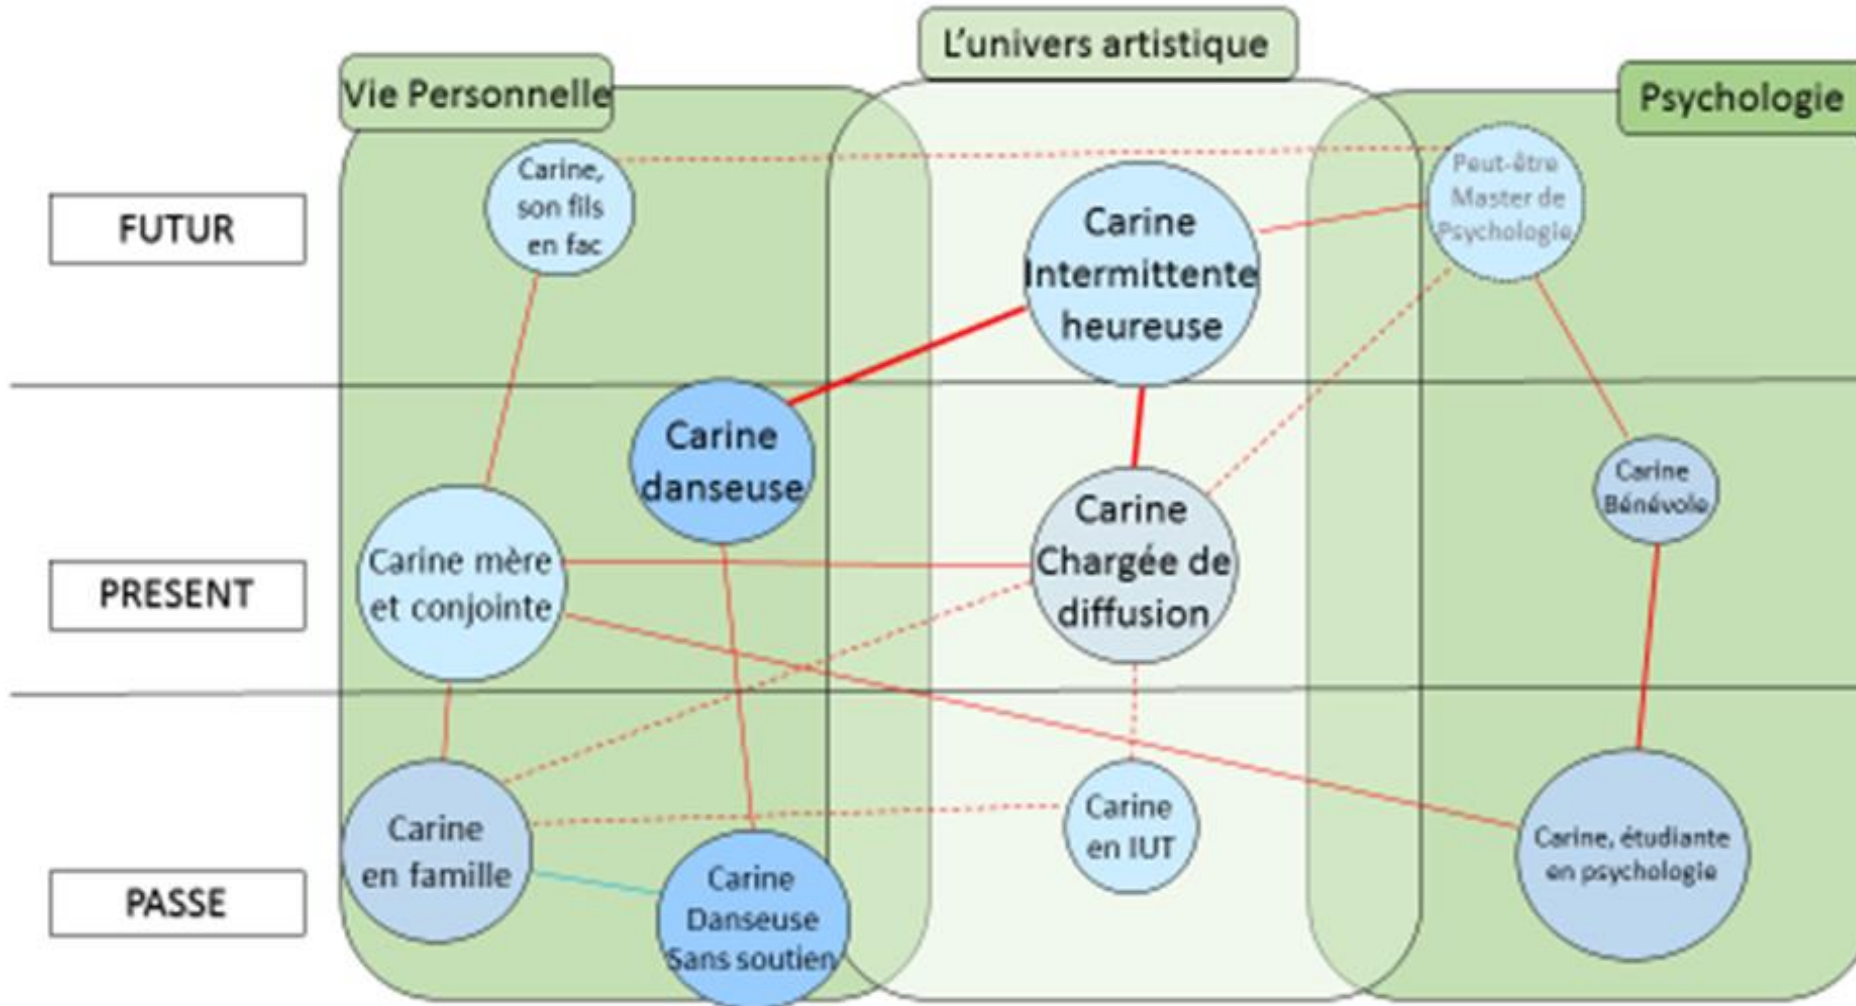 L'univers artistique
Vie Personnelle
Psychologie
FUTUR
Carine,
son fils
en fac
Carine
Intermittente
heureuse
Peut-être
Master de
Psychologie
PRESENT
Carine
danseuse
Carine mère
et conjointe
Carine
Chargée de
diffusion
Carine
Bénévole
PASSE
Carine
en famille
Carine
Danseuse
Sans soutien
Carine
en IUT
Carine, étudiante
en psychologie